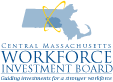 CENTRAL MASSACHUSETTS
WORKFORCE
INVESTMENT BOARD
Guiding investments for a stronger workforce